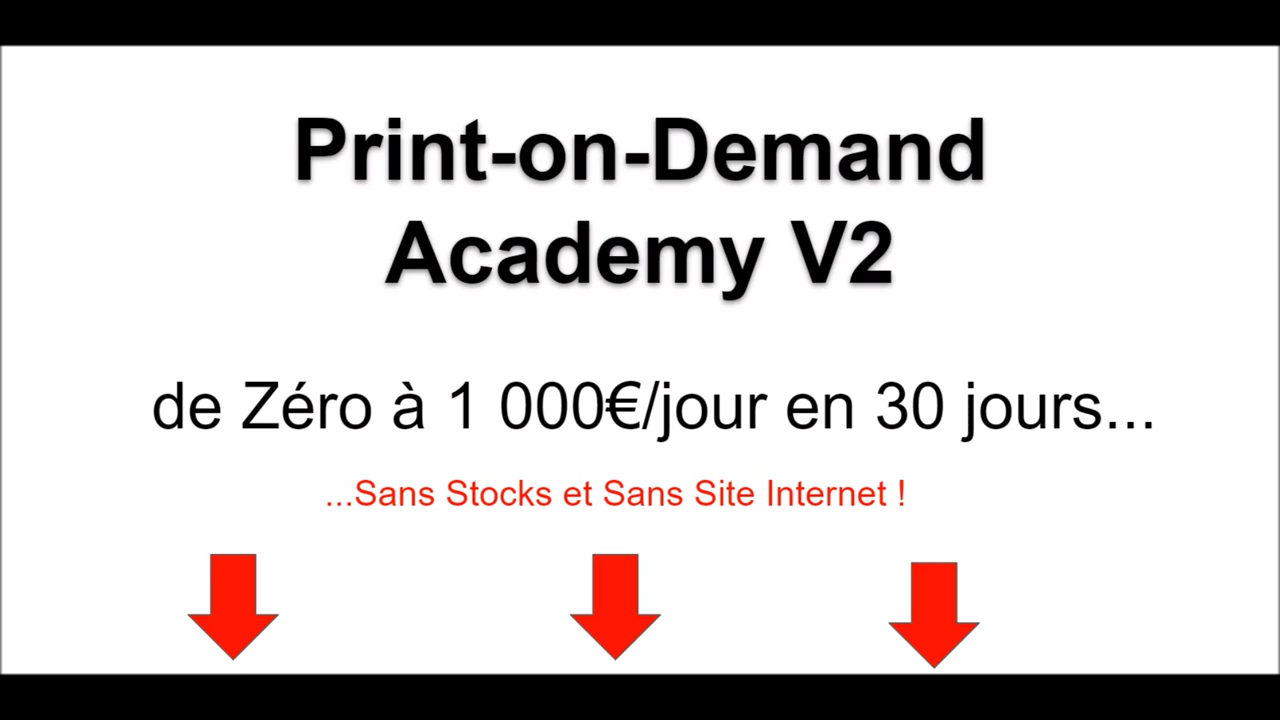 Print-on-Demand
Academy V2
de Zéro à 1 000€/jour en 30 jours...
...Sans Stocks et Sans Site Internet !